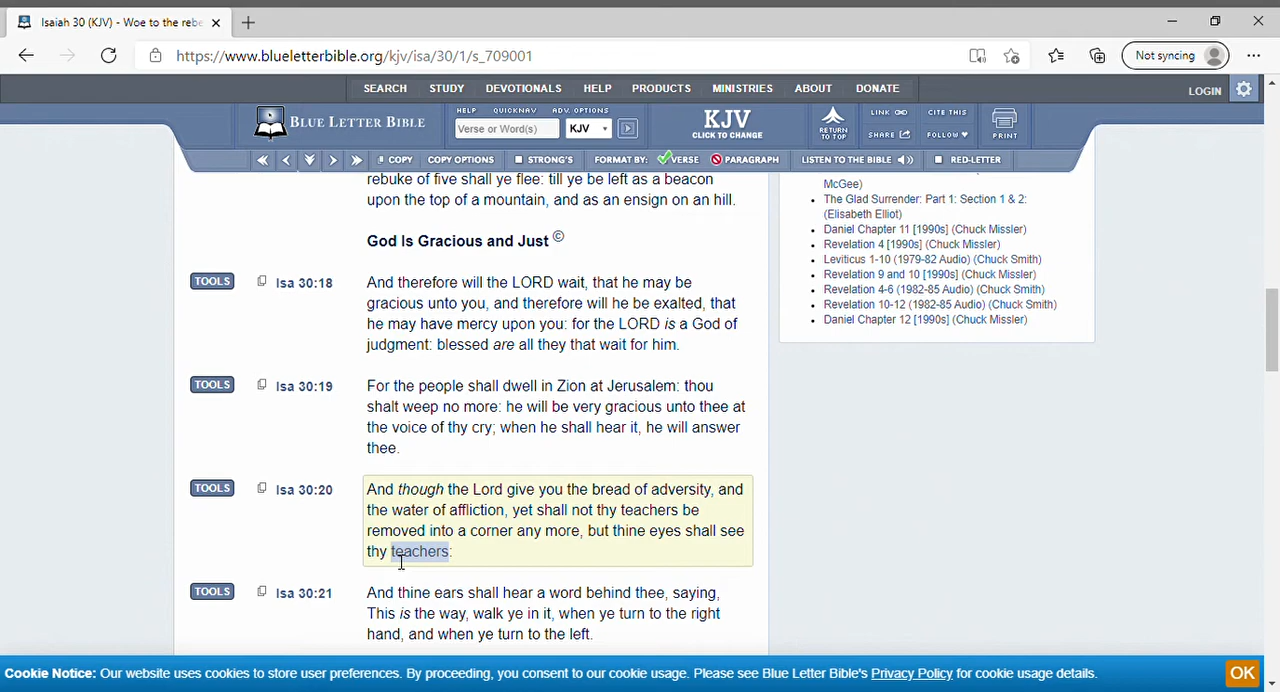 Isaiah 30 (KJV) - Woe to the rebe
https://www.blueletterbible.org/kjv/isa/30/1/s_709001
Not syncing
SEARCH STUDY DEVOTIONALS HELP PRODUCTS MINISTRIES ABOUT DONATE
LOGIN
BLUE LETTER BIBLE
HELP QUICKNAV ADV. OPTIONS
Verse or Word(s) KJV
KJV
CLICK TO CHANGE
RETURN
TO TOP
LINK
SHARE
CITE THIS
FOLLOW
PRINT
COPY COPY OPTIONS STRONG'S FORMAT BY: VERSE PARAGRAPH LISTEN TO THE BIBLE RED-LETTER
rebuke of five shall ye flee: till ye be left as a beacon
upon the top of a mountain, and as an ensign on an hill.
God Is Gracious and Just ©
TOOLS Isa 30:18 And therefore will the LORD wait, that he may be
gracious unto you, and therefore will he be exalted, that
he may have mercy upon you: for the LORD is a God of
judgment: blessed are all they that wait for him.
TOOLS Isa 30:19 For the people shall dwell in Zion at Jerusalem: thou
shalt weep no more: he will be very gracious unto thee at
the voice of thy cry; when he shall hear it, he will answer
thee.
TOOLS Isa 30:20 And though the Lord give you the bread of adversity, and
the water of affliction, yet shall not thy teachers be
removed into a corner any more, but thine eyes shall see
thy teachers:
TOOLS Isa 30:21 And thine ears shall hear a word behind thee, saying,
This is the way, walk ye in it, when ye turn to the right
hand, and when ye turn to the left.
McGee)
The Glad Surrender: Part 1: Section 1 & 2:
(Elisabeth Elliot)
Daniel Chapter 11 [1990s] (Chuck Missler)
Revelation 4 [1990s] (Chuck Missler)
Leviticus 1-10 (1979-82 Audio) (Chuck Smith)
Revelation 9 and 10 [1990s] (Chuck Missler)
Revelation 4-6 (1982-85 Audio) (Chuck Smith)
Revelation 10-12 (1982-85 Audio) (Chuck Smith)
Daniel Chapter 12 [1990s] (Chuck Missler)
Cookie Notice: Our website uses cookies to store user preferences. By proceeding, you consent to our cookie usage. Please see Blue Letter Bible's Privacy Policy for cookie usage details.
OK